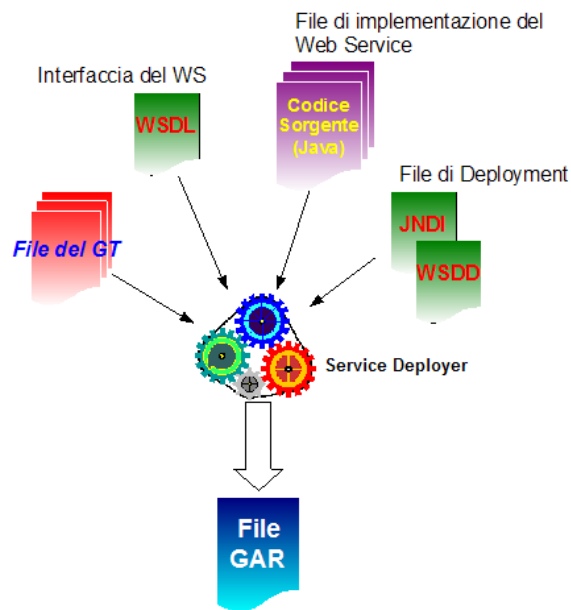 File di implementazione del
Web Service
Interfaccia del WS
WSDL
Codice
Sorgente
(Java)
File di Deployment
JNDI
WSDD
File del GT
Service Deployer
File
GAR